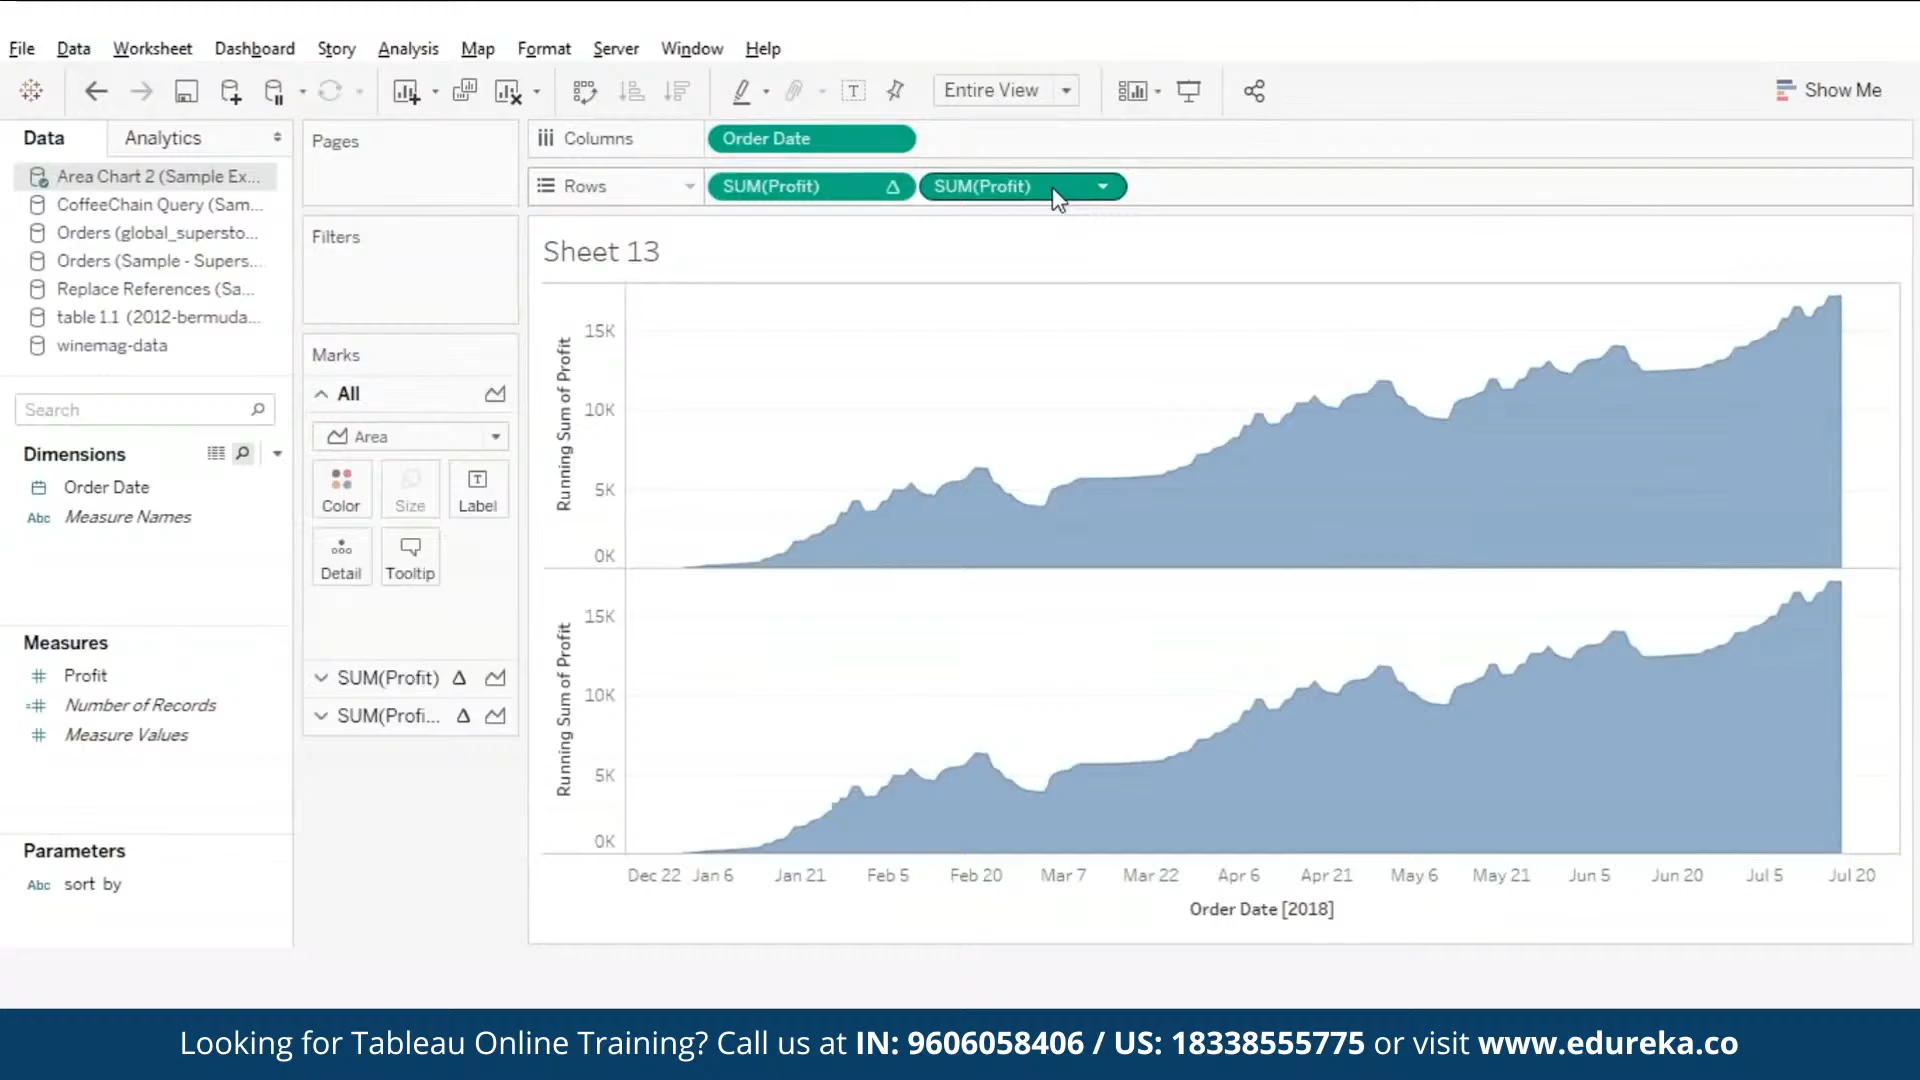 File Data Worksheet Dashboard Story Analysis Map Format Server Window Help
Entire View
Show Me
Data Analytics
Pages
Columns Order Date
Rows SUM(Profit) SUM(Profit)
Area Chart 2 (Sample Ex...
CoffeeChain Query (Sam...
Orders (global_supersto...
Orders (Sample - Supers...
Replace References (Sa...
table 1.1 (2012-bermuda...
winemag-data
Search
Dimensions
Order Date
Abc Measure Names
Measures
Profit
Number of Records
Measure Values
Parameters
Abc sort by
Filters
Marks
All
Area
Color Size Label
Detail Tooltip
SUM(Profit)
SUM(Profi...
Sheet 13
Running Sum of Profit
15K
10K
5K
0K
Running Sum of Profit
15K
10K
5K
0K
Dec 22 Jan 6 Jan 21 Feb 5 Feb 20 Mar 7 Mar 22 Apr 6 Apr 21 May 6 May 21 Jun 5 Jun 20 Jul 5 Jul 20
Order Date [2018]
Looking for Tableau Online Training? Call us at IN: 9606058406 / US: 18338555775 or visit www.edureka.co